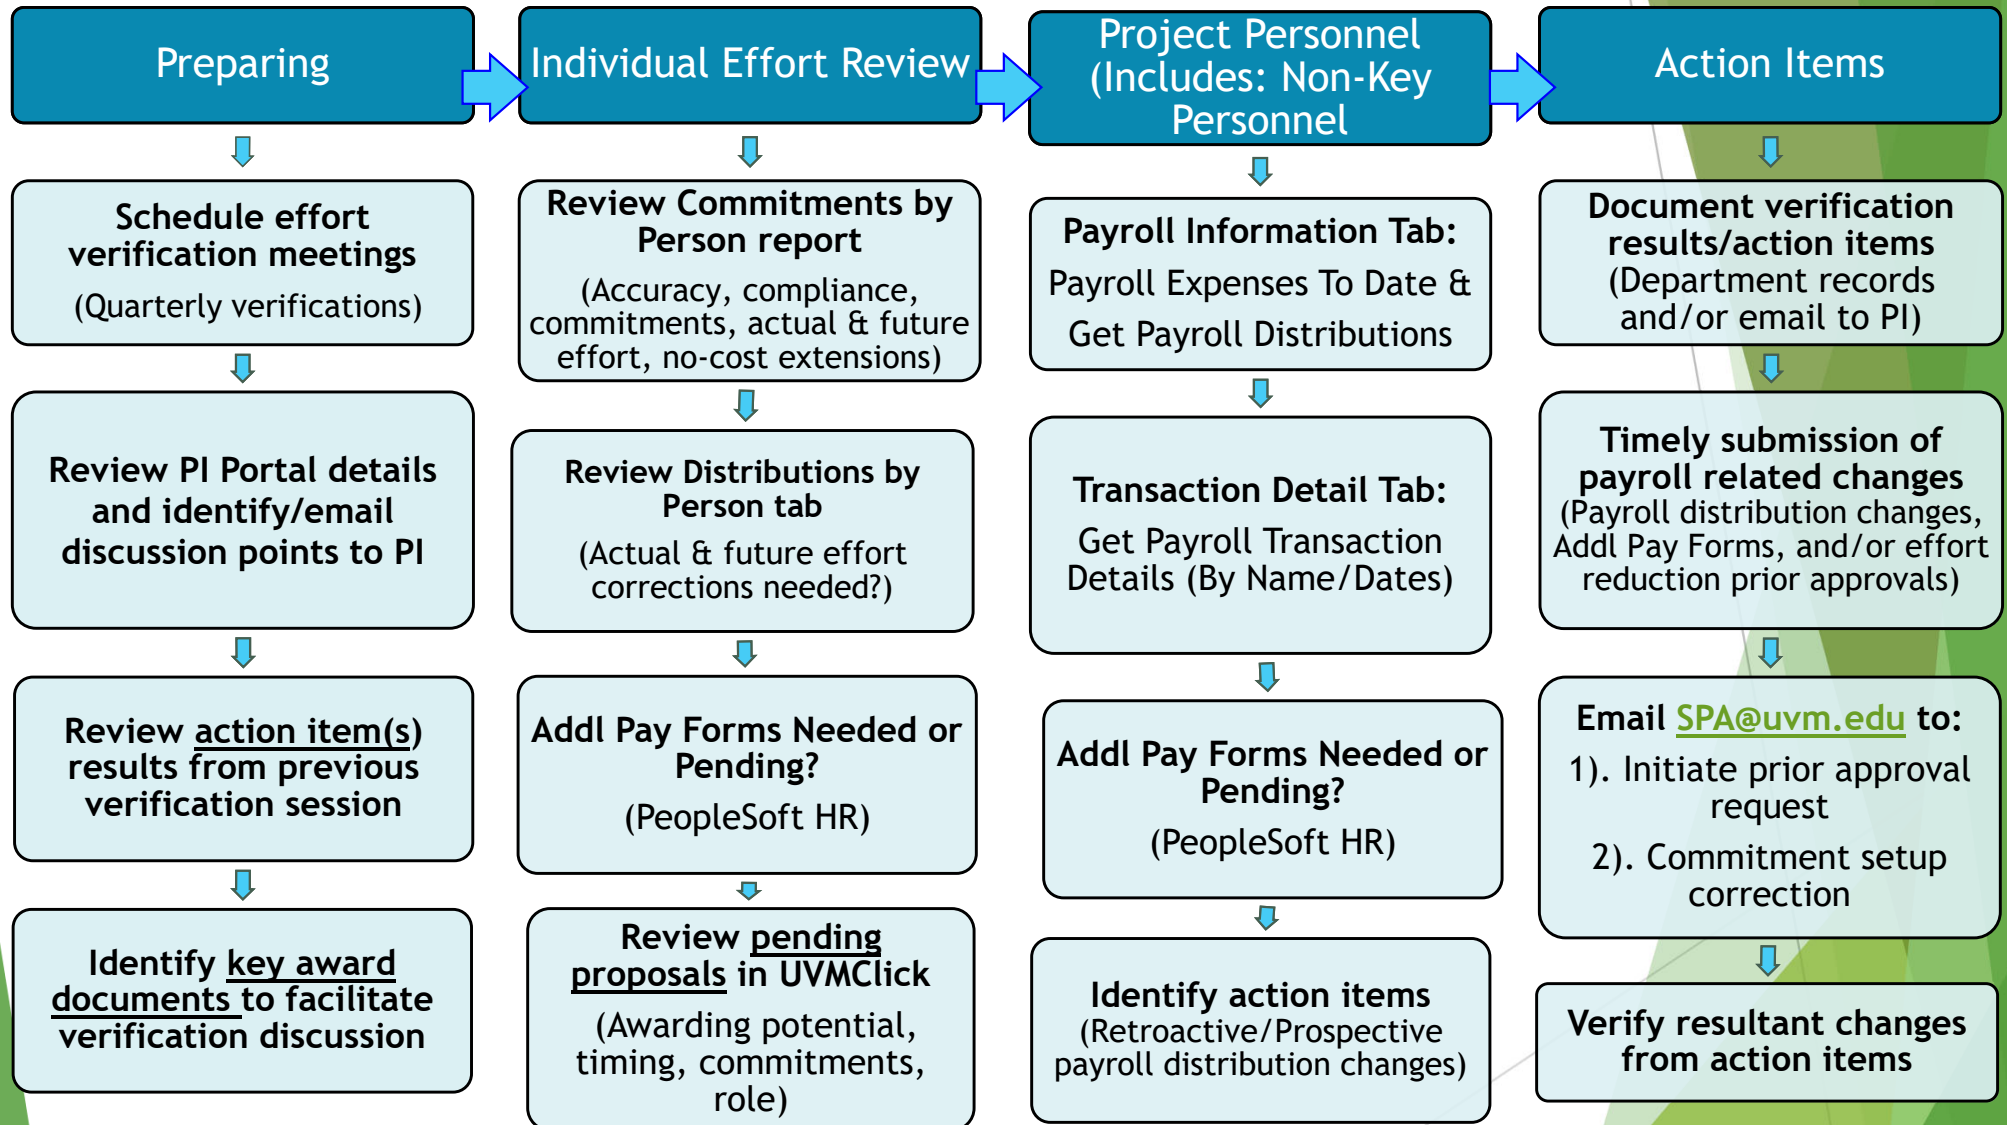 Preparing
Schedule effort
verification meetings
(Quarterly verifications)
Review PI Portal details
and identify/email
discussion points to PI
Review action item(s)
results from previous
verification session
Identify key award
documents to facilitate
verification discussion
Individual Effort Review
Review Commitments by
Person report
(Accuracy, compliance,
commitments, actual & future
effort, no-cost extensions)
Review Distributions by
Person tab
(Actual & future effort
corrections needed?)
Addl Pay Forms Needed or
Pending?
(PeopleSoft HR)
Review pending
proposals in UVMClick
(Awarding potential,
timing, commitments,
role)
Project Personnel
(Includes: Non-Key
Personnel
Payroll Information Tab:
Payroll Expenses To Date &
Get Payroll Distributions
Transaction Detail Tab:
Get Payroll Transaction
Details (By Name/Dates)
Addl Pay Forms Needed or
Pending?
(PeopleSoft HR)
Identify action items
(Retroactive/Prospective
payroll distribution changes)
Action Items
Document verification
results/action items
(Department records
and/or email to PI)
Timely submission of
payroll related changes
(Payroll distribution changes,
Addl Pay Forms, and/or effort
reduction prior approvals)
Email SPA@uvm.edu to:
1). Initiate prior approval
request
2). Commitment setup
correction
Verify resultant changes
from action items